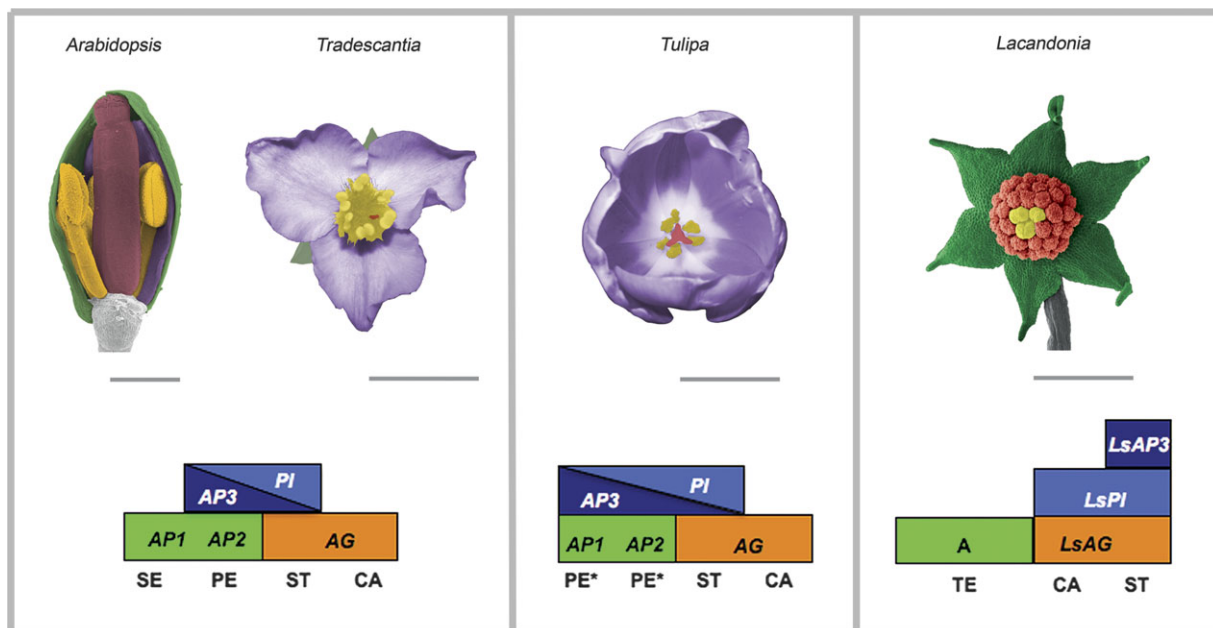 Arabidopsis
Tradescantia
Tulipa
Lacandonia
AP3 PI
AP1 AP2 AG
SE PE ST CA
AP3 PI
AP1 AP2 AG
PE* PE* ST CA
LsAP3
LsPI
A LsAG
TE CA ST